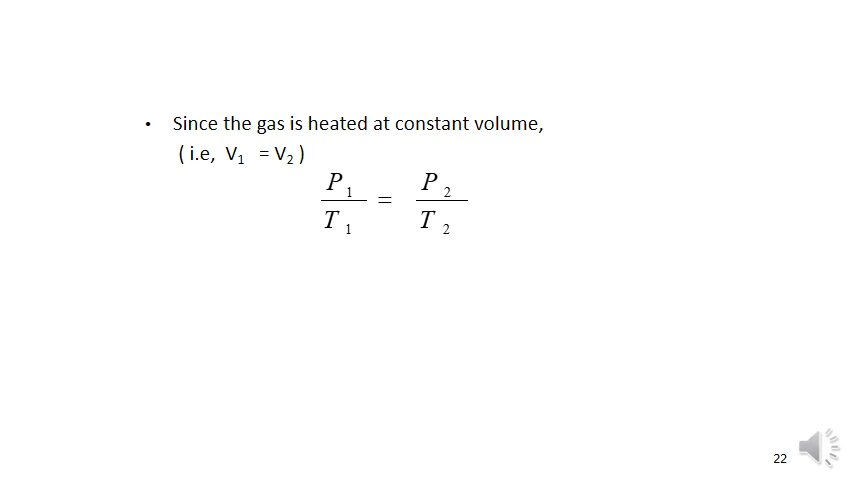 • Since the gas is heated at constant volume,
( i.e, V₁ = V₂ )
P₁/T₁ = P₂/T₂
22